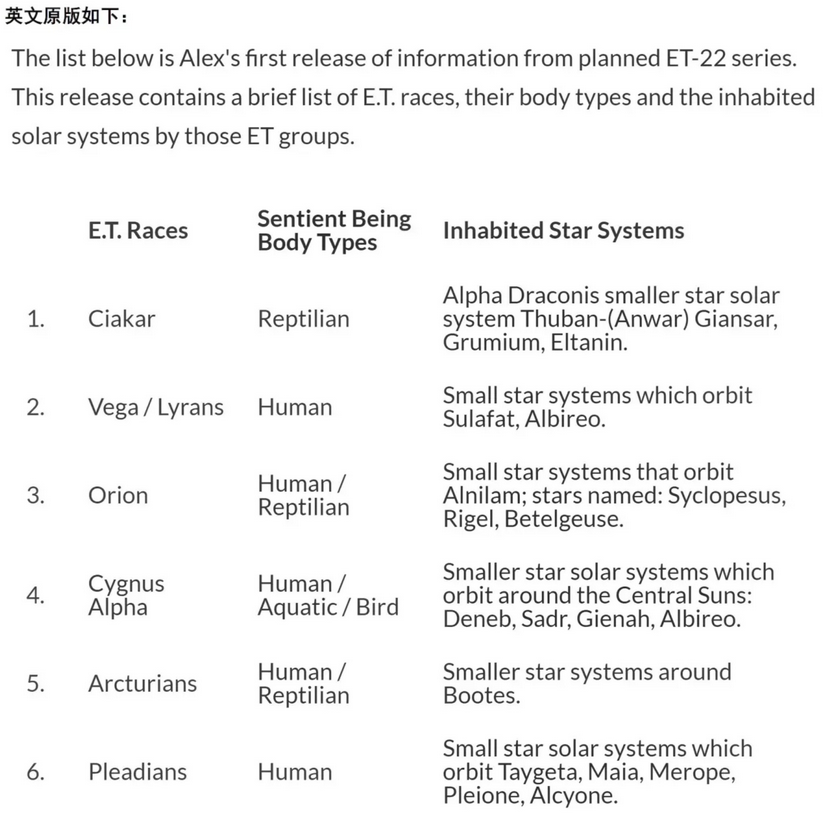 英文原版如下：
The list below is Alex's first release of information from planned ET-22 series.
This release contains a brief list of E.T. races, their body types and the inhabited
solar systems by those ET groups.
E.T. Races Sentient Being Body Types Inhabited Star Systems
1. Ciakar Reptilian Alpha Draconis smaller star solar
system Thuban-(Anwar) Giansar,
Grumium, Eltanin.
2. Vega / Lyrans Human Small star systems which orbit
Sulafat, Albireo.
3. Orion Human / Reptilian Small star systems that orbit
Alnilam; stars named: Syclopesus,
Rigel, Betelgeuse.
4. Cygnus Alpha Human / Aquatic / Bird Smaller star solar systems which
orbit around the Central Suns:
Deneb, Sadr, Gienah, Albireo.
5. Arcturians Human / Reptilian Smaller star systems around
Bootes.
6. Pleadians Human Small star solar systems which
orbit Taygeta, Maia, Merope,
Pleione, Alcyone.